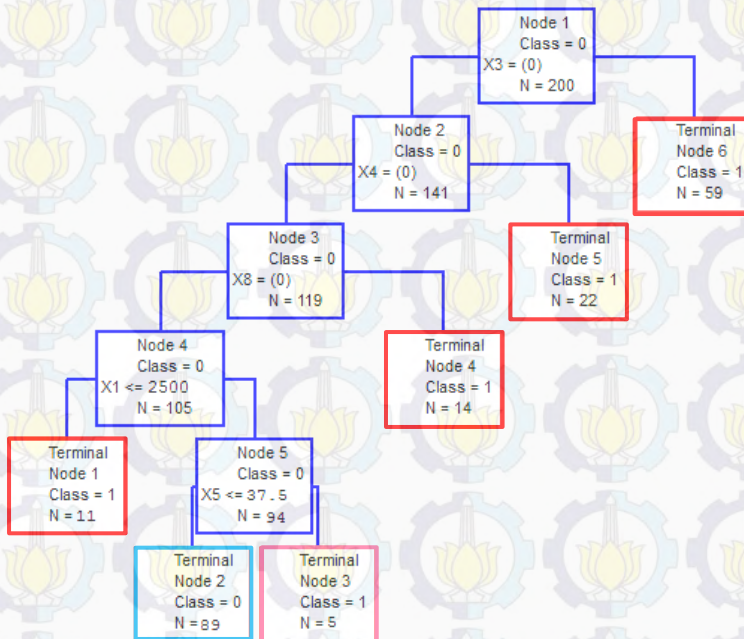 Node 1
Class = 0
X3 = (0)
N = 200
Node 2
Class = 0
X4 = (0)
N = 141
Terminal
Node 6
Class = 1
N = 59
Node 3
Class = 0
X8 = (0)
N = 119
Terminal
Node 5
Class = 1
N = 22
Node 4
Class = 0
X1 <= 2500
N = 105
Terminal
Node 4
Class = 1
N = 14
Terminal
Node 1
Class = 1
N = 11
Node 5
Class = 0
X5 <= 37.5
N = 94
Terminal
Node 2
Class = 0
N = 89
Terminal
Node 3
Class = 1
N = 5